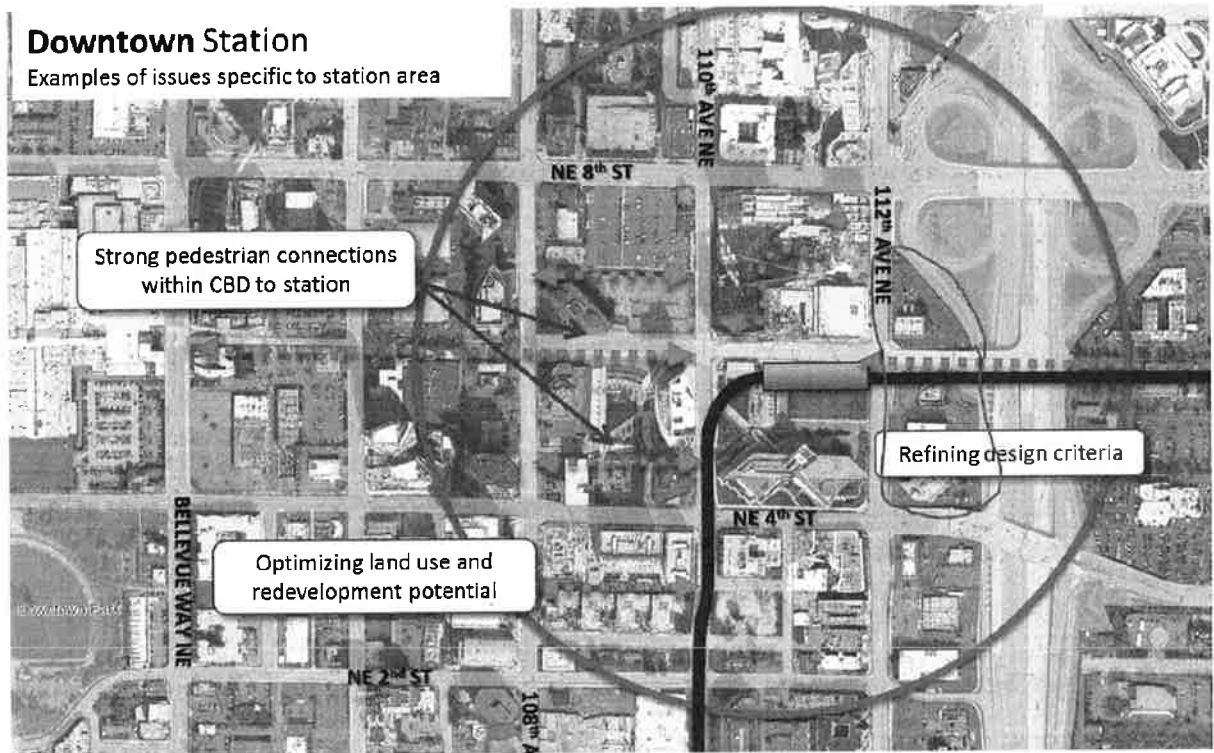 Downtown Station
Examples of issues specific to station area
110th AVE NE
NE 8th ST
112th AVE NE
Strong pedestrian connections
within CBD to station
Refining design criteria
NE 4th ST
BELLEVUE WAY NE
Optimizing land use and
redevelopment potential
NE 2nd ST
108th A